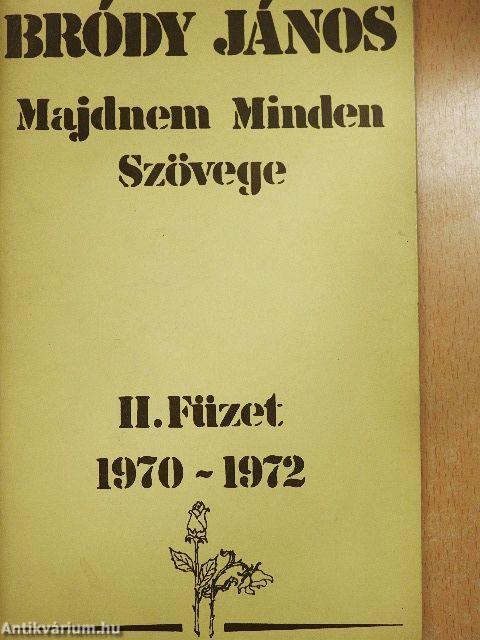 BRÓDY JÁNOS
Majdnem Minden
Szövege
II. Füzet
1970 ~ 1972
Antikvárium.hu